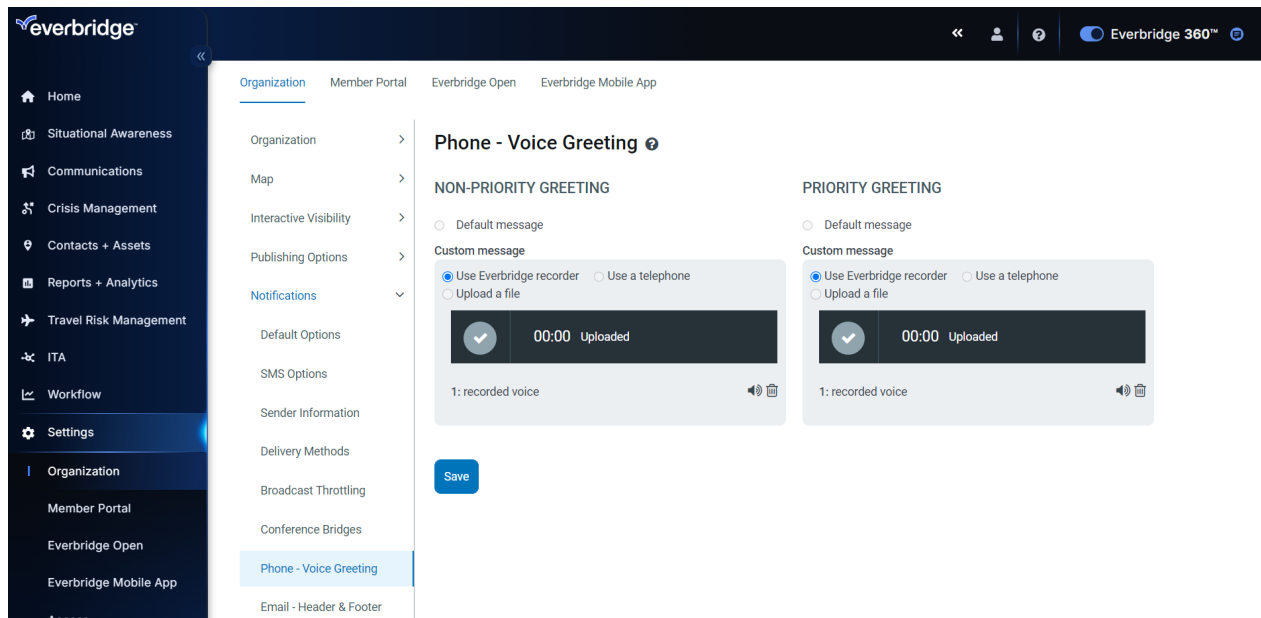 everbridge™
Everbridge 360™
Home
Situational Awareness
Communications
Crisis Management
Contacts + Assets
Reports + Analytics
Travel Risk Management
ITA
Workflow
Settings
Organization
Member Portal
Everbridge Open
Everbridge Mobile App
Organization Member Portal Everbridge Open Everbridge Mobile App
Organization
Map
Interactive Visibility
Publishing Options
Notifications
Default Options
SMS Options
Sender Information
Delivery Methods
Broadcast Throttling
Conference Bridges
Phone - Voice Greeting
Email - Header & Footer
Phone - Voice Greeting
NON-PRIORITY GREETING
Default message
Custom message
Use Everbridge recorder Use a telephone
Upload a file
00:00 Uploaded
1: recorded voice
PRIORITY GREETING
Default message
Custom message
Use Everbridge recorder Use a telephone
Upload a file
00:00 Uploaded
1: recorded voice
Save